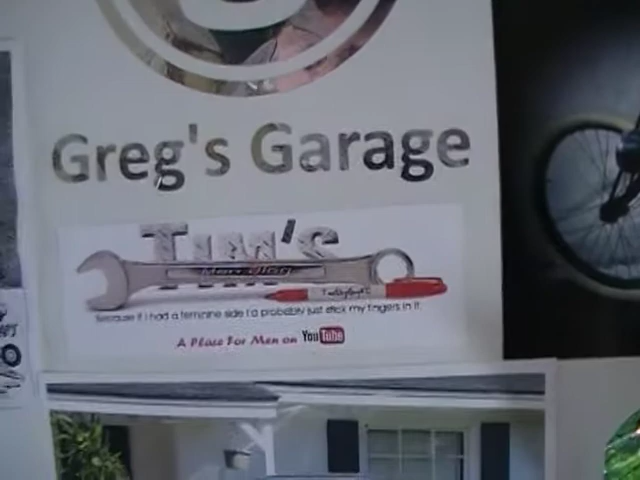 Greg's Garage
TIM'S
Because if i had a feminine side I'd probably just stick my fingers in it.
A Place For Men on YouTube